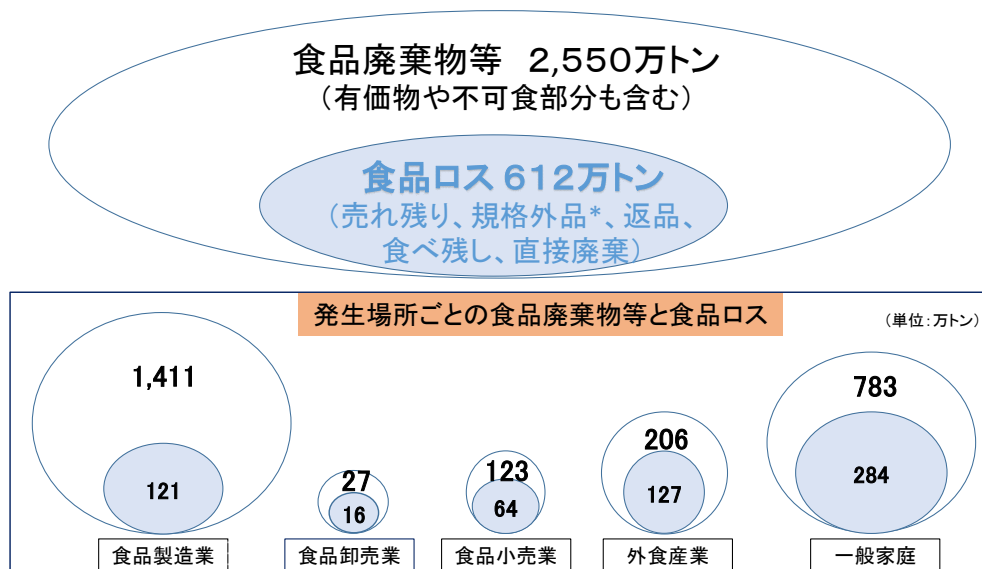 食品廃棄物等 2,550万トン
(有価物や不可食部分も含む)
食品ロス 612万トン
(売れ残り、規格外品*、返品、
食べ残し、直接廃棄)
発生場所ごとの食品廃棄物等と食品ロス
(単位:万トン)
1,411
121
27
16
123
64
206
127
783
284
食品製造業
食品卸売業
食品小売業
外食産業
一般家庭